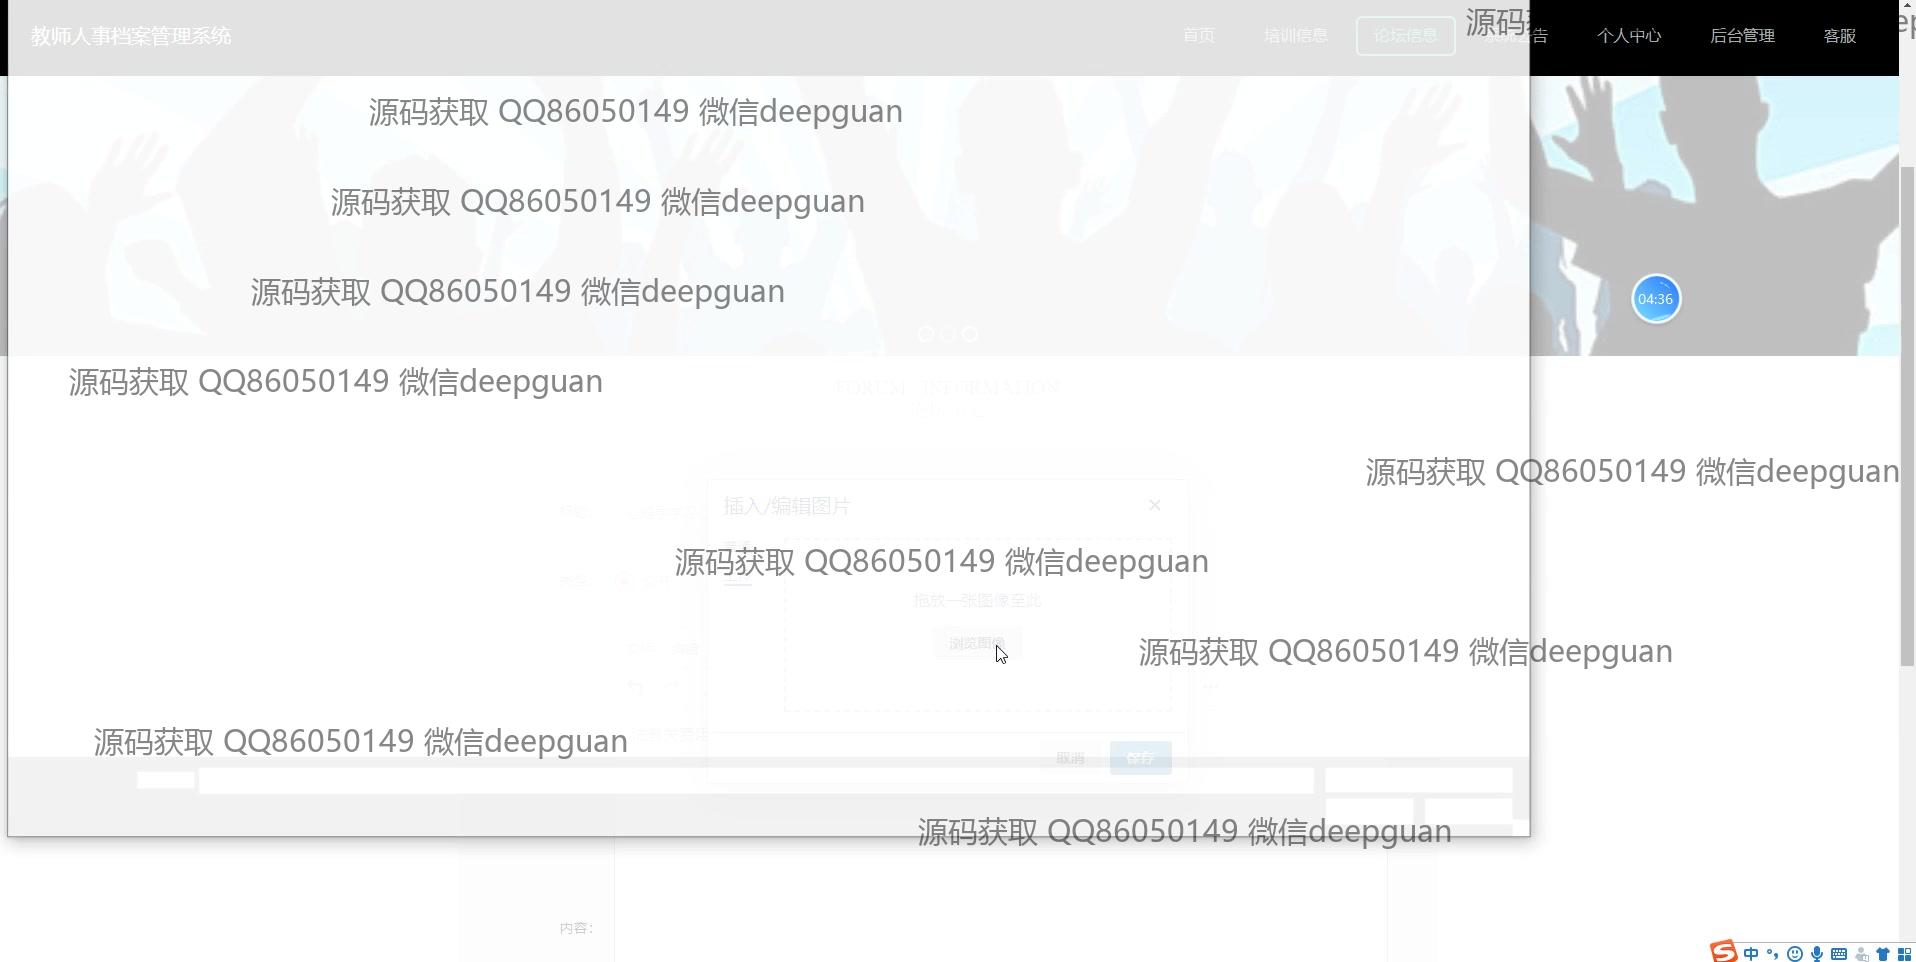 教师人事档案管理系统
首页
培训信息
论坛信息
公告
个人中心
后台管理
客服
源码
源码获取 QQ86050149 微信deepguan
源码获取 QQ86050149 微信deepguan
源码获取 QQ86050149 微信deepguan
04:36
源码获取 QQ86050149 微信deepguan
FORUM INFORMATION
源码获取 QQ86050149 微信deepguan
插入/编辑图片
源码获取 QQ86050149 微信deepguan
拖放一张图像至此
浏览图像
源码获取 QQ86050149 微信deepguan
源码获取 QQ86050149 微信deepguan
取消
保存
源码获取 QQ86050149 微信deepguan
内容：
中